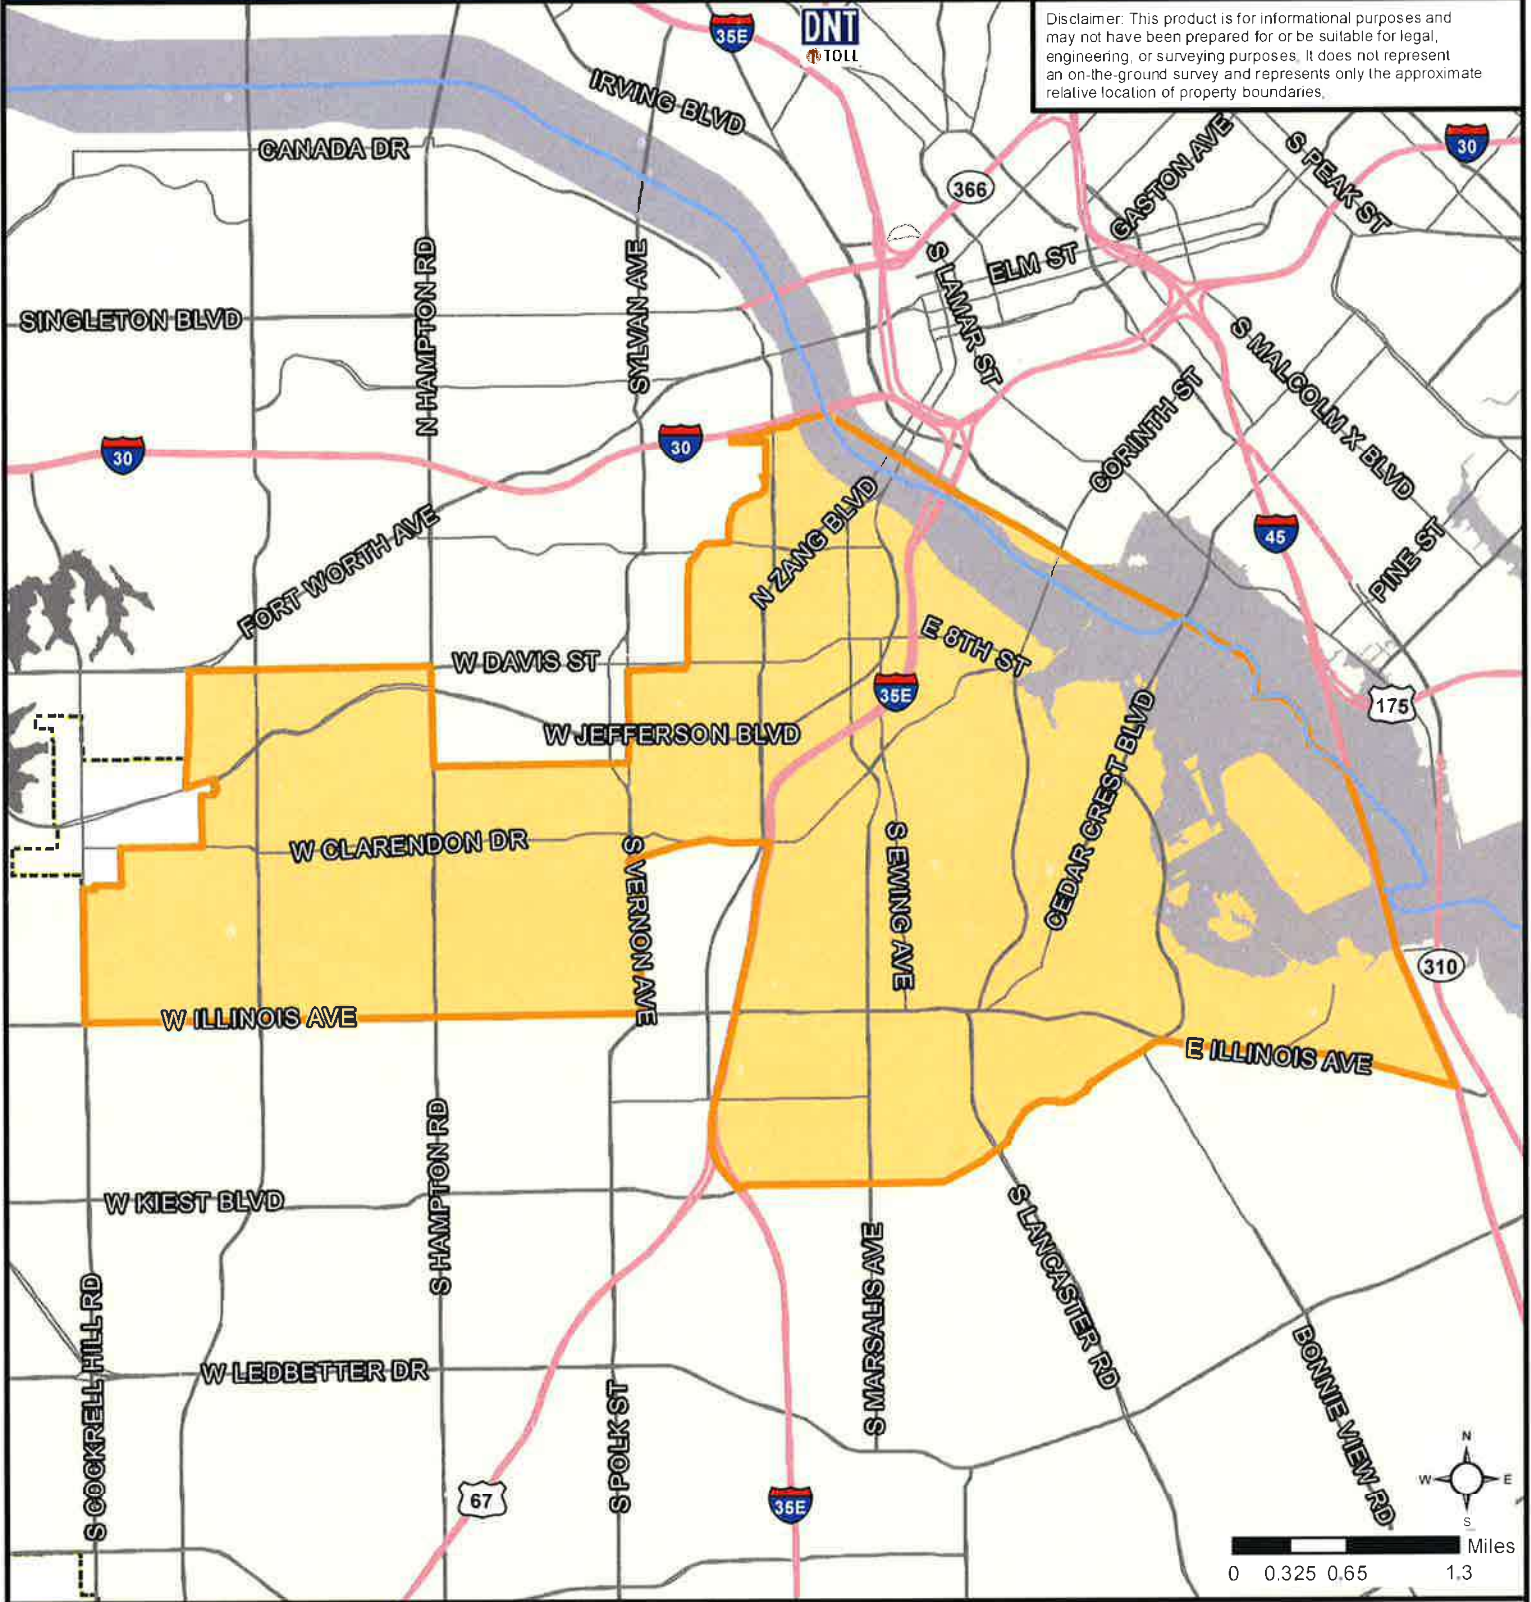 Disclaimer: This product is for informational purposes and
may not have been prepared for or be suitable for legal,
engineering, or surveying purposes. It does not represent
an on-the-ground survey and represents only the approximate
relative location of property boundaries.
35E
DNT
TOLL
IRVING BLVD
CANADA DR
366
GASTON AVE
S PEAK ST
30
N HAMPTON RD
SYLVAN AVE
S LAMAR ST
ELM ST
SINGLETON BLVD
S MALCOLM X BLVD
CORINTH ST
30
30
FORT WORTH AVE
N ZANG BLVD
45
PINE ST
W DAVIS ST
E 8TH ST
35E
175
W JEFFERSON BLVD
CEDAR CREST BLVD
W CLARENDON DR
S VERNON AVE
S EWING AVE
310
W ILLINOIS AVE
E ILLINOIS AVE
W KIEST BLVD
S HAMPTON RD
S LANCASTER RD
S MARSALIS AVE
S COCKRELL HILL RD
W LEDBETTER DR
S POLK ST
BONNIE VIEW RD
67
35E
N
W E
S
Miles
0 0.325 0.65 1.3